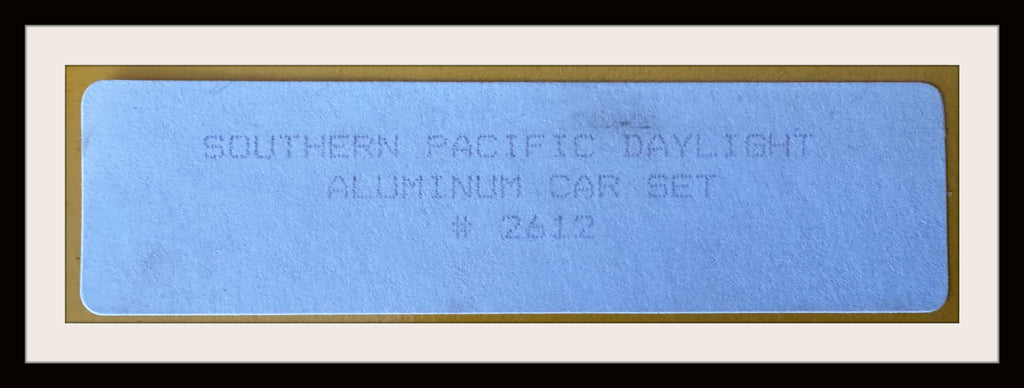 SOUTHERN PACIFIC DAYLIGHT
ALUMINUM CAR SET
# 2612